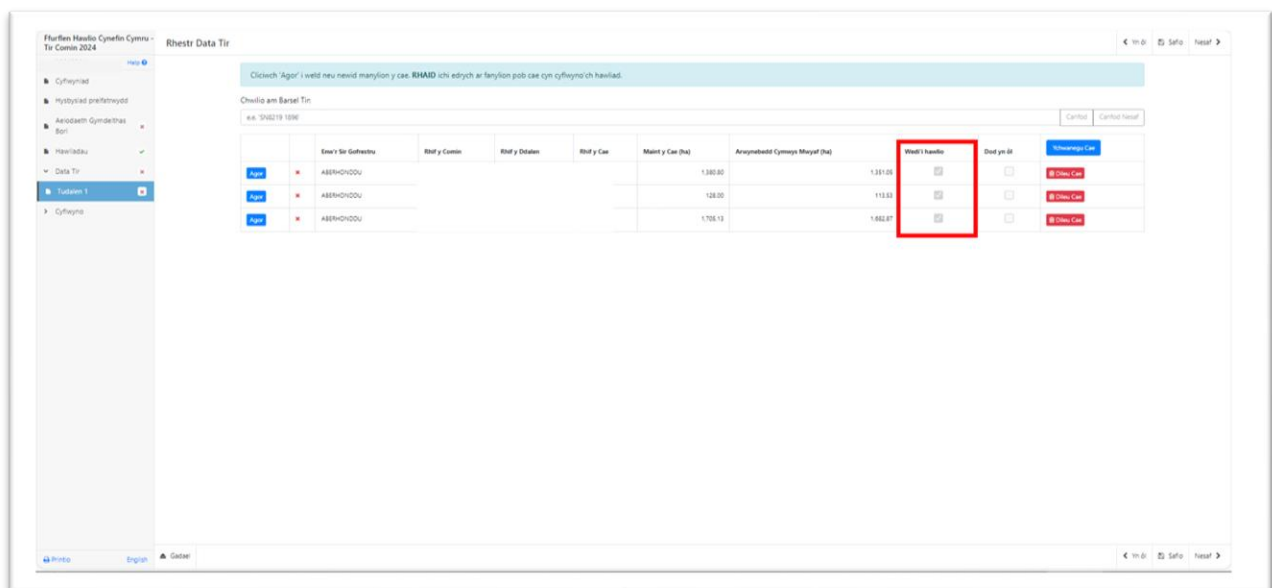 Ffurflen Hawlio Cynefin Cymru -
Tir Comin 2024
Help
Cyflwyniad
Hysbysiad preifatrwydd
Aelodaeth Gymdeithas
Bori
Hawliadau
Data Tir
Tudalen 1
Cyflwyno
Printio English
Rhestr Data Tir
Yn ôl Safio Nesaf
Cliciwch 'Agor' i weld neu newid manylion y cae. RHAID ichi edrych ar fanylion pob cae cyn cyflwyno'ch hawliad.
Chwilio am Barsel Tir:
e.e. 'SN8219 1896'
Canfod Canfod Nesaf
Enw'r Sir Gofrestru Rhif y Comin Rhif y Ddalen Rhif y Cae Maint y Cae (ha) Arwynebedd Cymwys Mwyaf (ha) Wedi'i hawlio Dod yn ôl Ychwanegu Cae
Agor ABERHONDDU 1,380.80 1,351.05 Dileu Cae
Agor ABERHONDDU 128.00 113.53 Dileu Cae
Agor ABERHONDDU 1,705.13 1,682.87 Dileu Cae
Gadael
Yn ôl Safio Nesaf